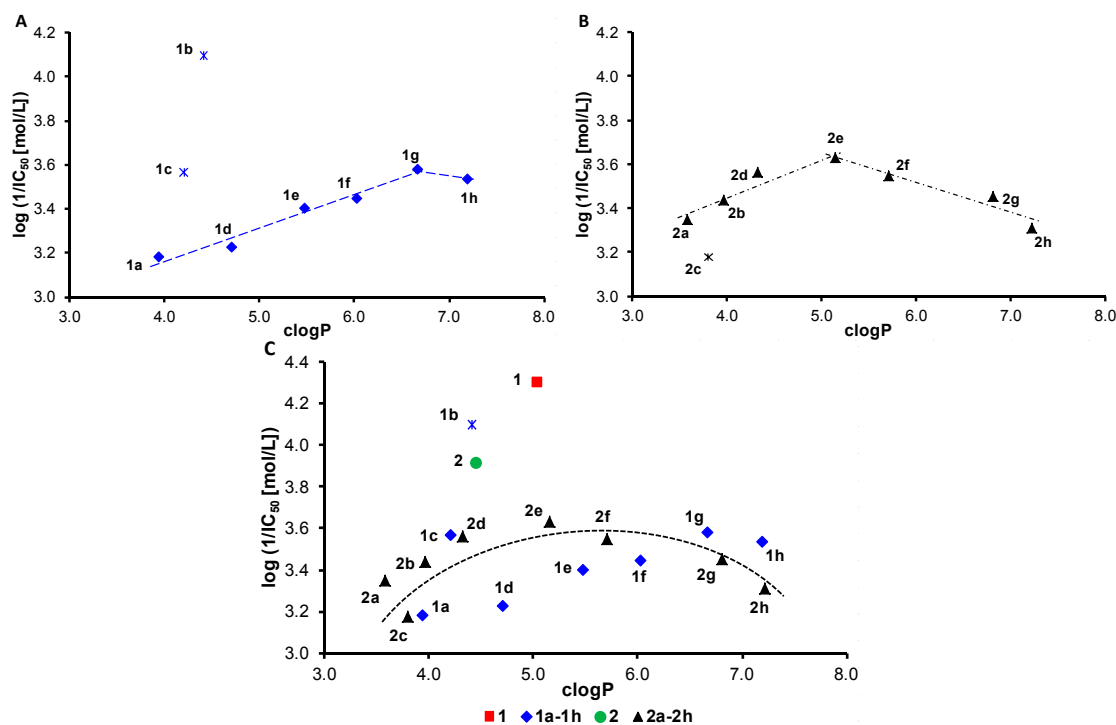 A
log (1/IC50 [mol/L])
4.2
4.0
3.8
3.6
3.4
3.2
3.0
1b
1c
1a
1d
1e
1f
1g
1h
3.0 4.0 5.0 6.0 7.0 8.0
clogP
B
log (1/IC50 [mol/L])
4.2
4.0
3.8
3.6
3.4
3.2
3.0
2a
2b
2c
2d
2e
2f
2g
2h
3.0 4.0 5.0 6.0 7.0 8.0
clogP
C
log (1/IC50 [mol/L])
4.4
4.2
4.0
3.8
3.6
3.4
3.2
3.0
1
1b
2
1c
2d
2e
2f
1g
2b
2a
2c
1a
1d
1e
1f
2g
1h
2h
3.0 4.0 5.0 6.0 7.0 8.0
clogP
1 1a-1h 2 2a-2h